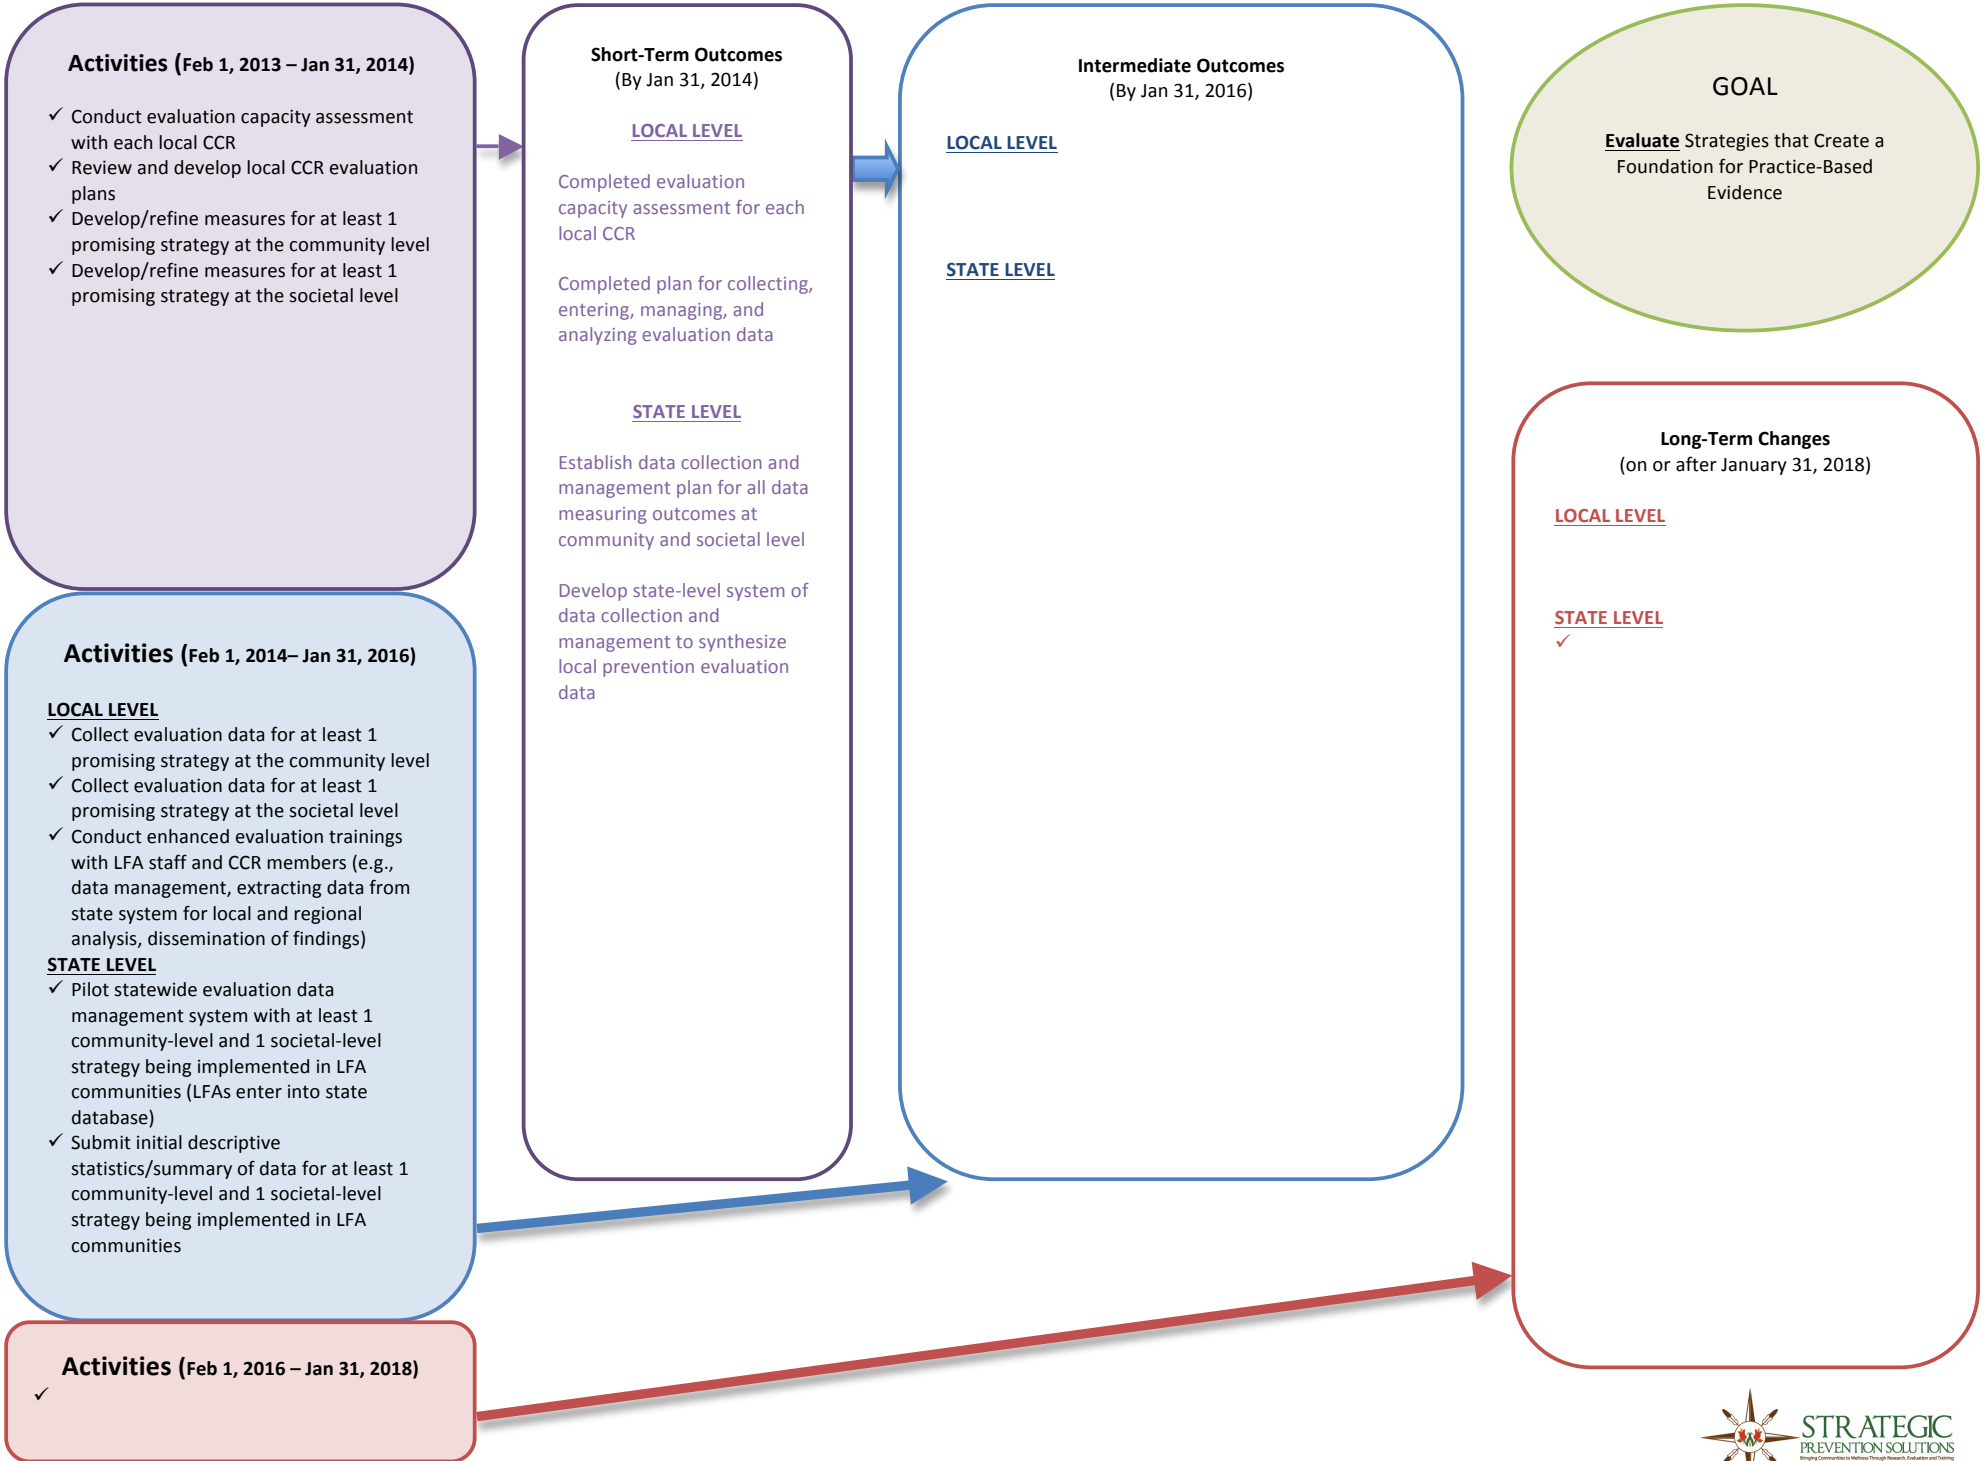 Activities (Feb 1, 2013 – Jan 31, 2014)
✓ Conduct evaluation capacity assessment
with each local CCR
✓ Review and develop local CCR evaluation
plans
✓ Develop/refine measures for at least 1
promising strategy at the community level
✓ Develop/refine measures for at least 1
promising strategy at the societal level
Activities (Feb 1, 2014– Jan 31, 2016)
LOCAL LEVEL
✓ Collect evaluation data for at least 1
promising strategy at the community level
✓ Collect evaluation data for at least 1
promising strategy at the societal level
✓ Conduct enhanced evaluation trainings
with LFA staff and CCR members (e.g.,
data management, extracting data from
state system for local and regional
analysis, dissemination of findings)
STATE LEVEL
✓ Pilot statewide evaluation data
management system with at least 1
community-level and 1 societal-level
strategy being implemented in LFA
communities (LFAs enter into state
database)
✓ Submit initial descriptive
statistics/summary of data for at least 1
community-level and 1 societal-level
strategy being implemented in LFA
communities
Activities (Feb 1, 2016 – Jan 31, 2018)
✓
Short-Term Outcomes
(By Jan 31, 2014)
LOCAL LEVEL
Completed evaluation
capacity assessment for each
local CCR
Completed plan for collecting,
entering, managing, and
analyzing evaluation data
STATE LEVEL
Establish data collection and
management plan for all data
measuring outcomes at
community and societal level
Develop state-level system of
data collection and
management to synthesize
local prevention evaluation
data
Intermediate Outcomes
(By Jan 31, 2016)
LOCAL LEVEL
STATE LEVEL
GOAL
Evaluate Strategies that Create a
Foundation for Practice-Based
Evidence
Long-Term Changes
(on or after January 31, 2018)
LOCAL LEVEL
STATE LEVEL
✓
STRATEGIC
PREVENTION SOLUTIONS
Bringing Communities to Wellness Through Research, Evaluation and Training